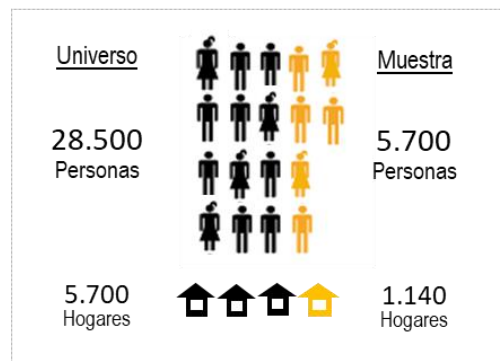 Universo
28.500
Personas
5.700
Hogares
Muestra
5.700
Personas
1.140
Hogares